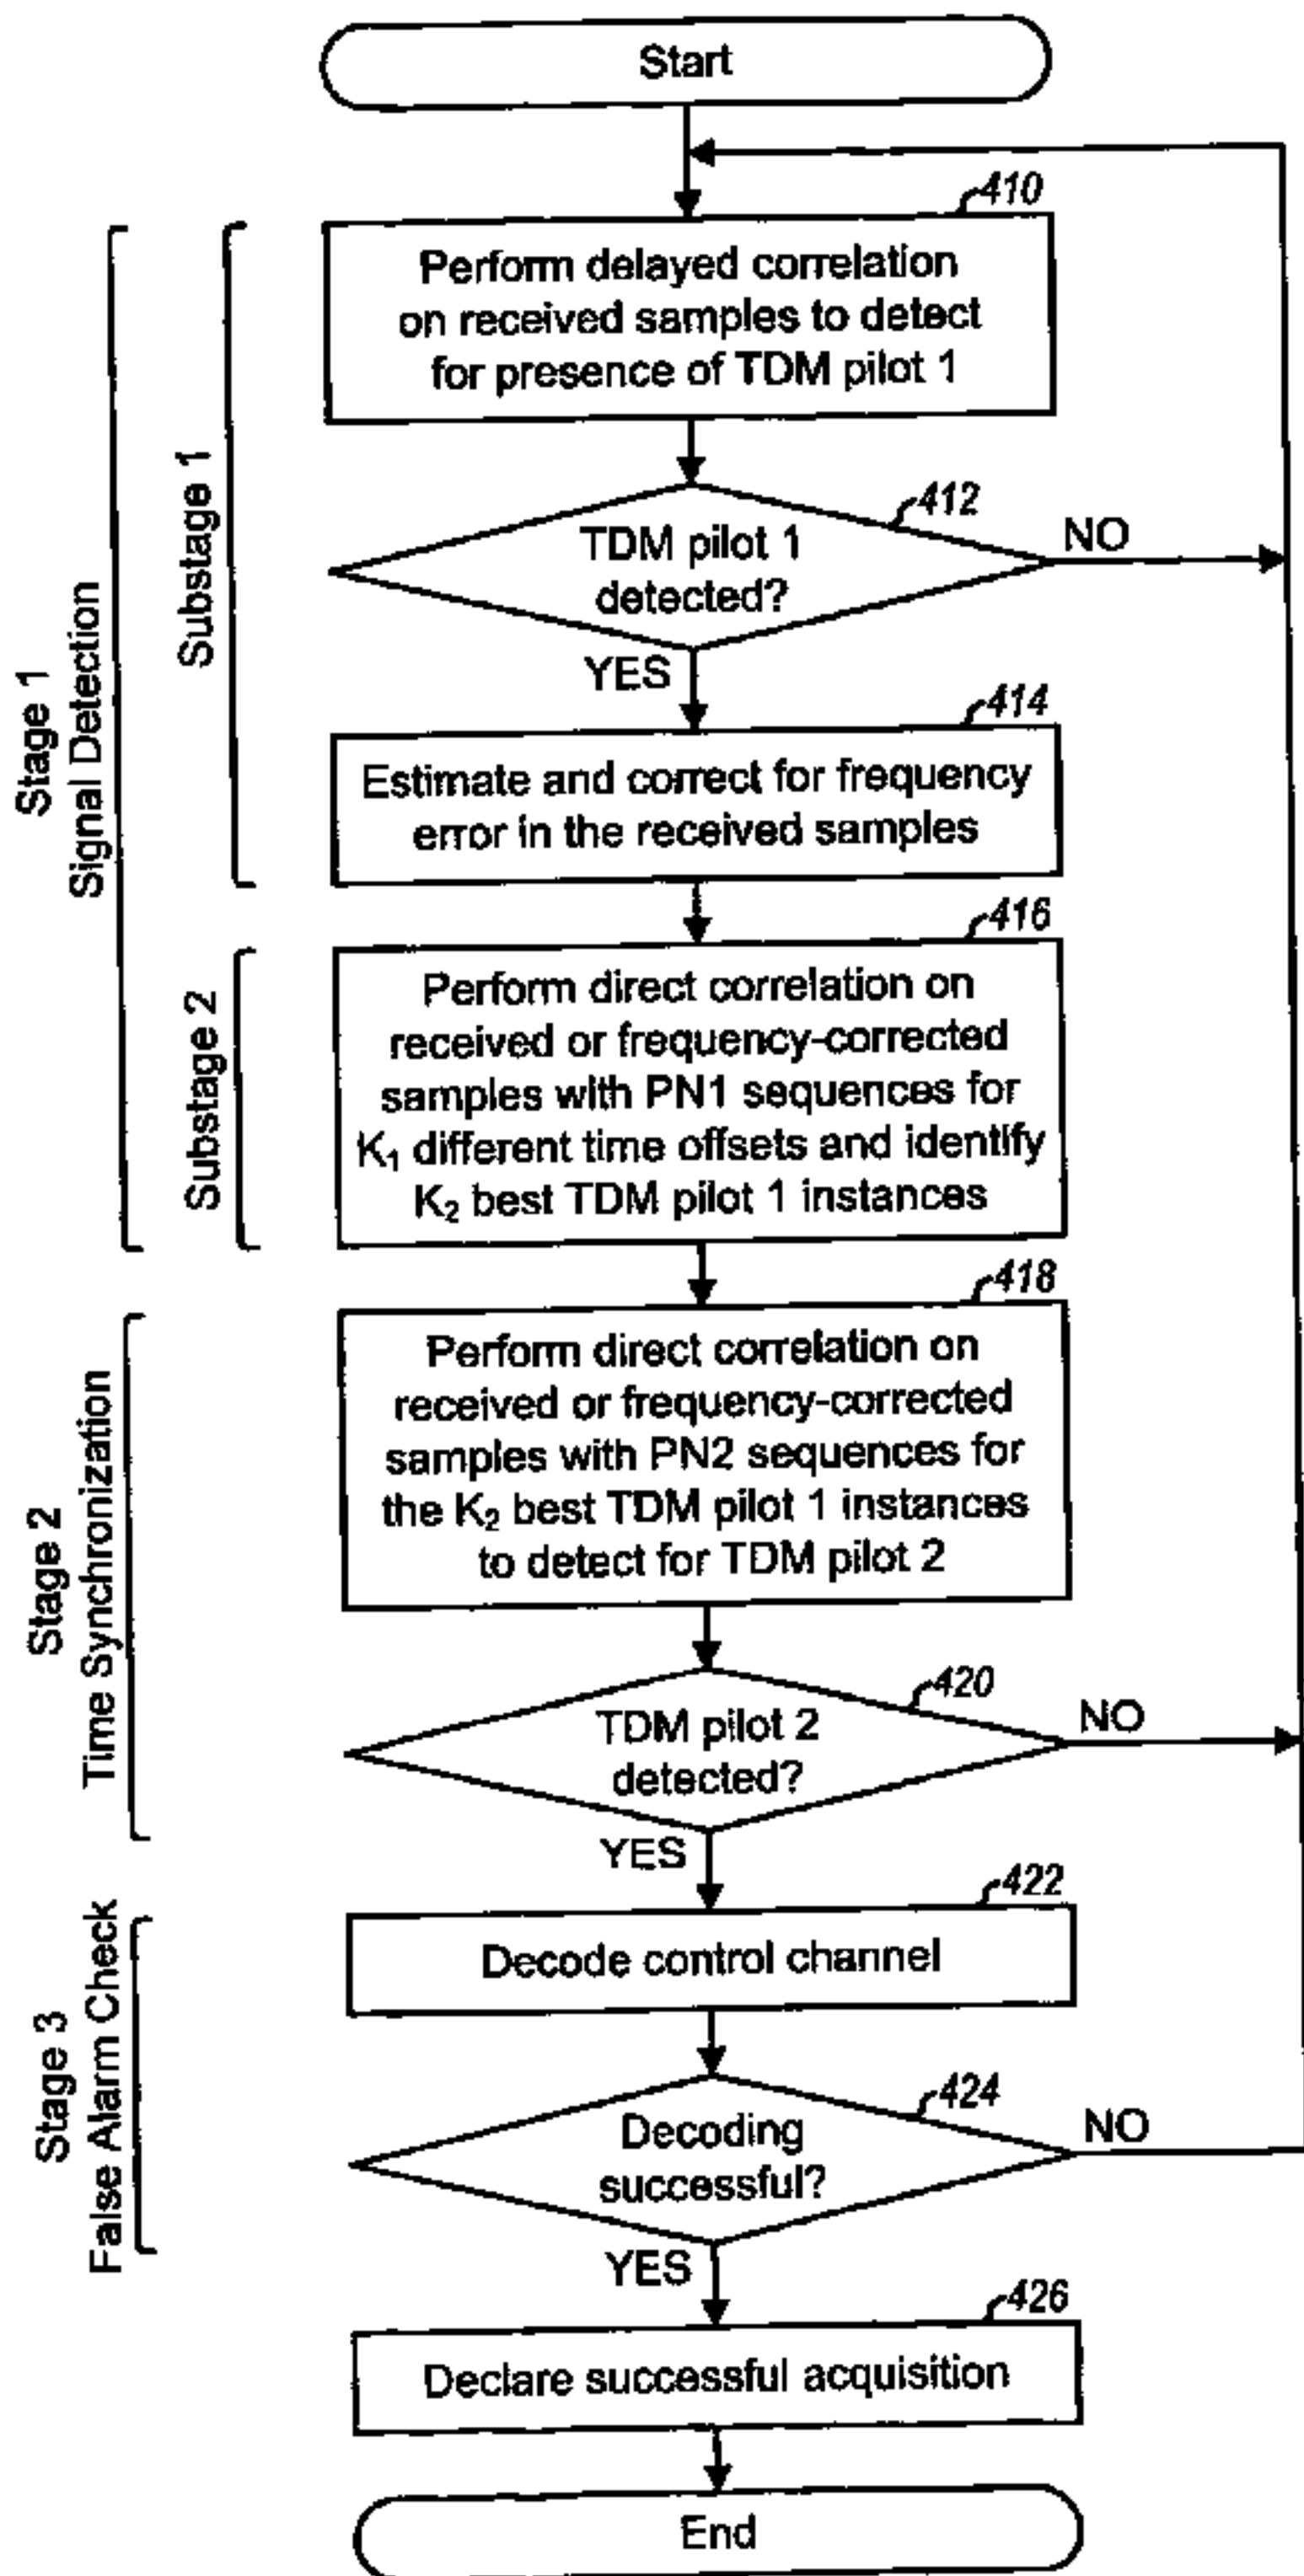 Start
410
Perform delayed correlation
on received samples to detect
for presence of TDM pilot 1
412
TDM pilot 1
detected?
NO
YES
414
Estimate and correct for frequency
error in the received samples
Stage 1
Signal Detection
Substage 1
416
Perform direct correlation on
received or frequency-corrected
samples with PN1 sequences for
K₁ different time offsets and identify
K₂ best TDM pilot 1 instances
Substage 2
418
Perform direct correlation on
received or frequency-corrected
samples with PN2 sequences for
the K₂ best TDM pilot 1 instances
to detect for TDM pilot 2
420
TDM pilot 2
detected?
NO
YES
Stage 2
Time Synchronization
422
Decode control channel
424
Decoding
successful?
NO
YES
Stage 3
False Alarm Check
426
Declare successful acquisition
End